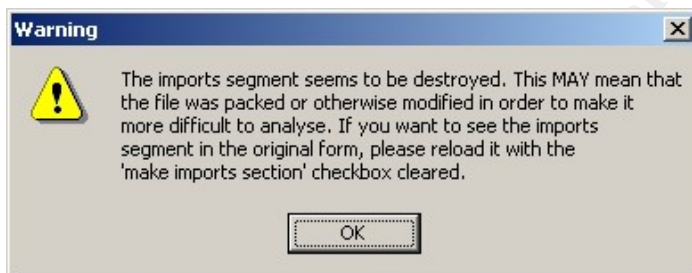 Warning
The imports segment seems to be destroyed. This MAY mean that
the file was packed or otherwise modified in order to make it
more difficult to analyse. If you want to see the imports
segment in the original form, please reload it with the
'make imports section' checkbox cleared.
OK